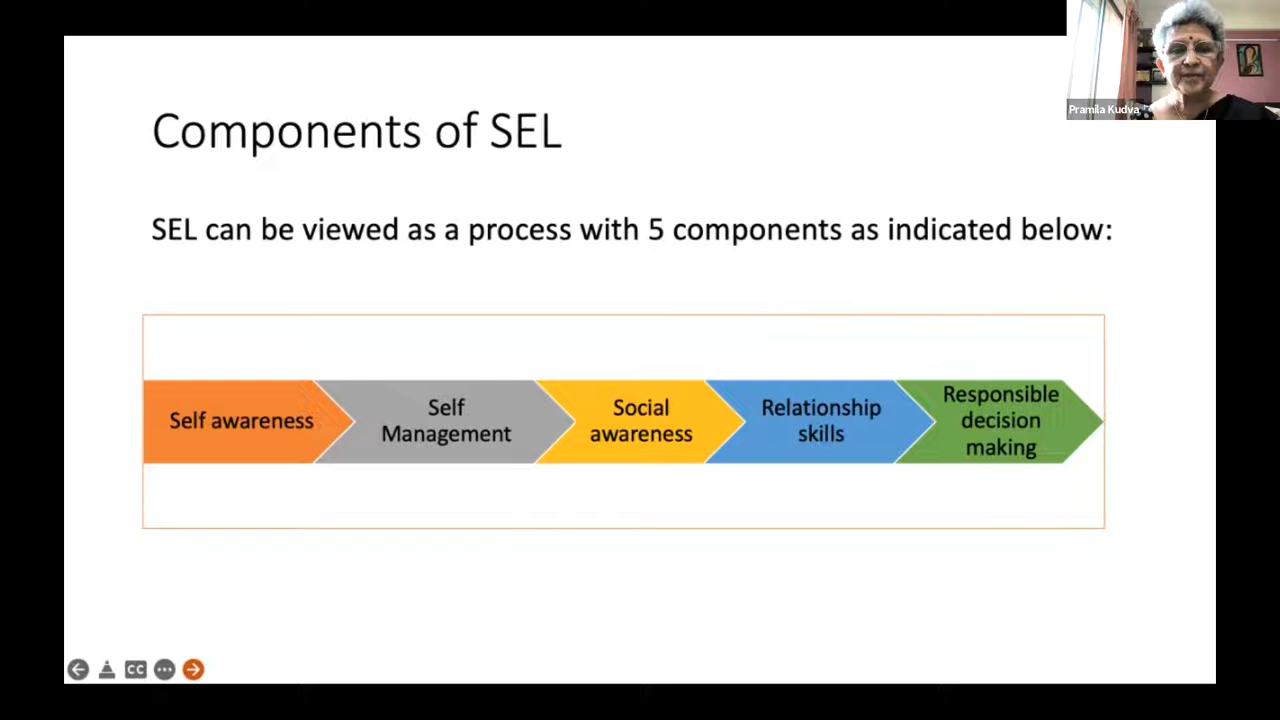 Pramila Kudva
Components of SEL
SEL can be viewed as a process with 5 components as indicated below:
Self awareness
Self
Management
Social
awareness
Relationship
skills
Responsible
decision
making
CC